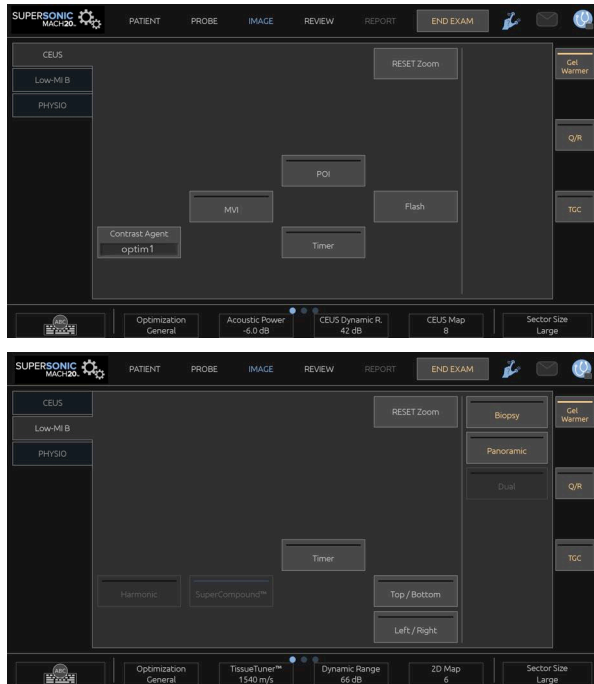 SUPERSONIC
MACH20.
PATIENT
PROBE
IMAGE
REVIEW
REPORT
END EXAM
CEUS
Low-MI B
PHYSIO
RESET Zoom
Gel
Warmer
Q/R
POI
MVI
Flash
TGC
Contrast Agent
optim1
Timer
ABC
Optimization
General
Acoustic Power
-6.0 dB
CEUS Dynamic R.
42 dB
CEUS Map
8
Sector Size
Large
SUPERSONIC
MACH20.
PATIENT
PROBE
IMAGE
REVIEW
REPORT
END EXAM
CEUS
Low-MI B
PHYSIO
RESET Zoom
Biopsy
Gel
Warmer
Panoramic
Dual
Q/R
Timer
TGC
Harmonic
SuperCompound™
Top / Bottom
Left / Right
ABC
Optimization
General
TissueTuner™
1540 m/s
Dynamic Range
66 dB
2D Map
6
Sector Size
Large